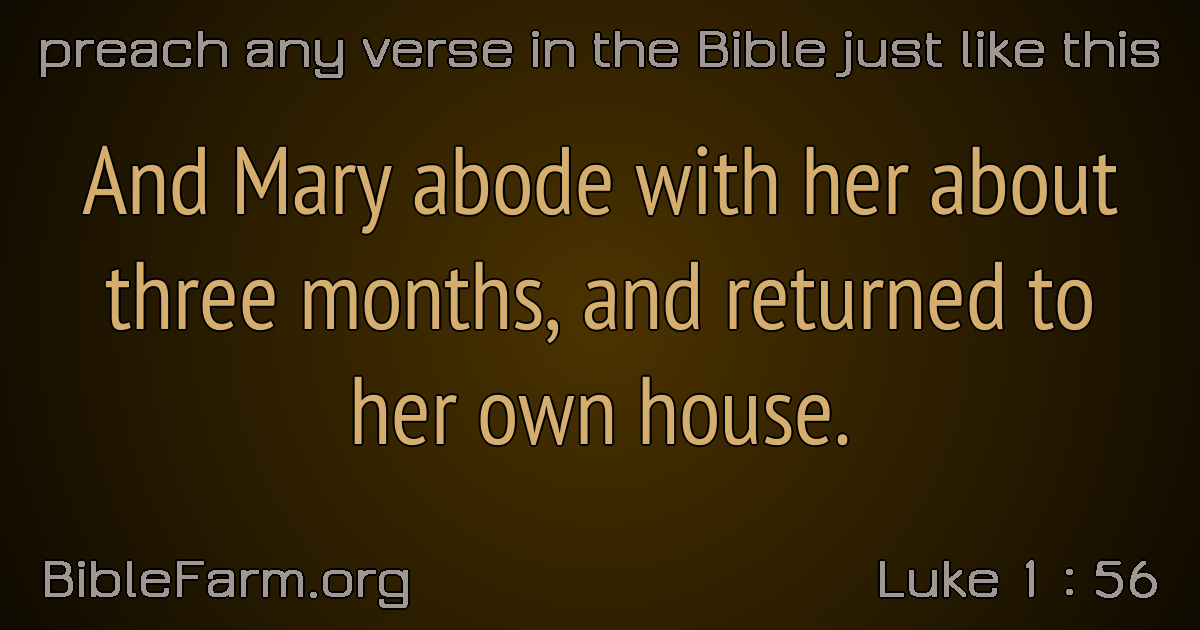 preach any verse in the Bible just like this
And Mary abode with her about
three months, and returned to
her own house.
BibleFarm.org
Luke 1 : 56